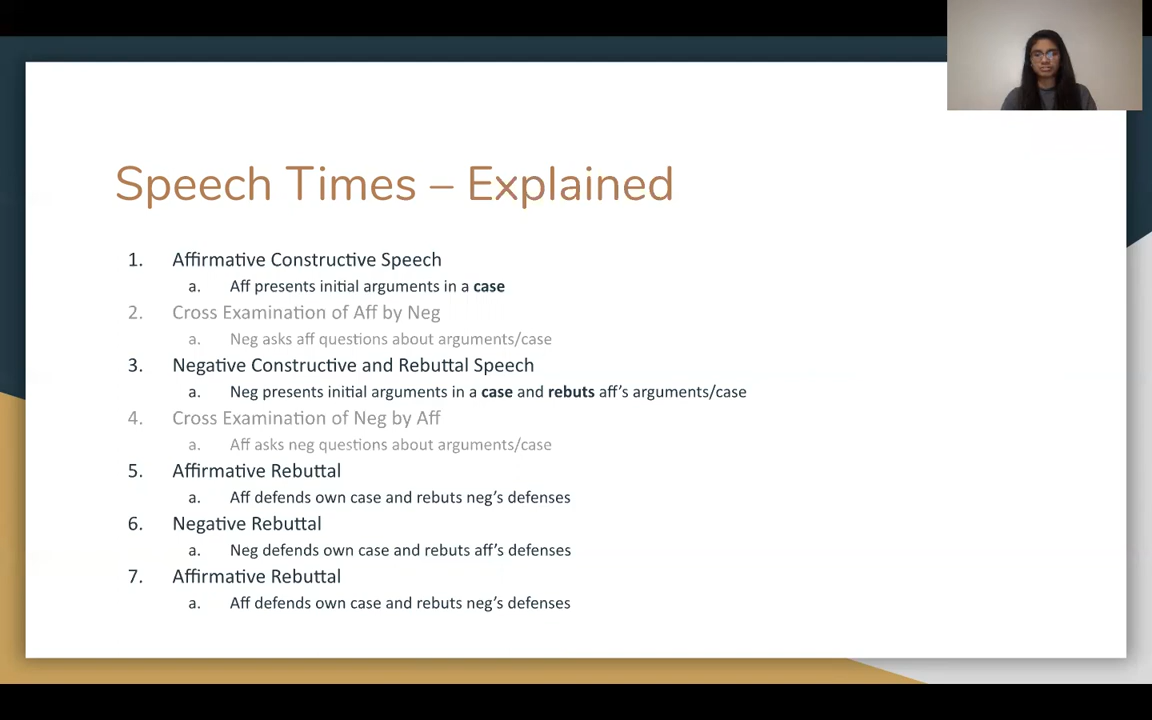 Speech Times – Explained
1. Affirmative Constructive Speech
a. Aff presents initial arguments in a case
2. Cross Examination of Aff by Neg
a. Neg asks aff questions about arguments/case
3. Negative Constructive and Rebuttal Speech
a. Neg presents initial arguments in a case and rebuts aff's arguments/case
4. Cross Examination of Neg by Aff
a. Aff asks neg questions about arguments/case
5. Affirmative Rebuttal
a. Aff defends own case and rebuts neg's defenses
6. Negative Rebuttal
a. Neg defends own case and rebuts aff's defenses
7. Affirmative Rebuttal
a. Aff defends own case and rebuts neg's defenses